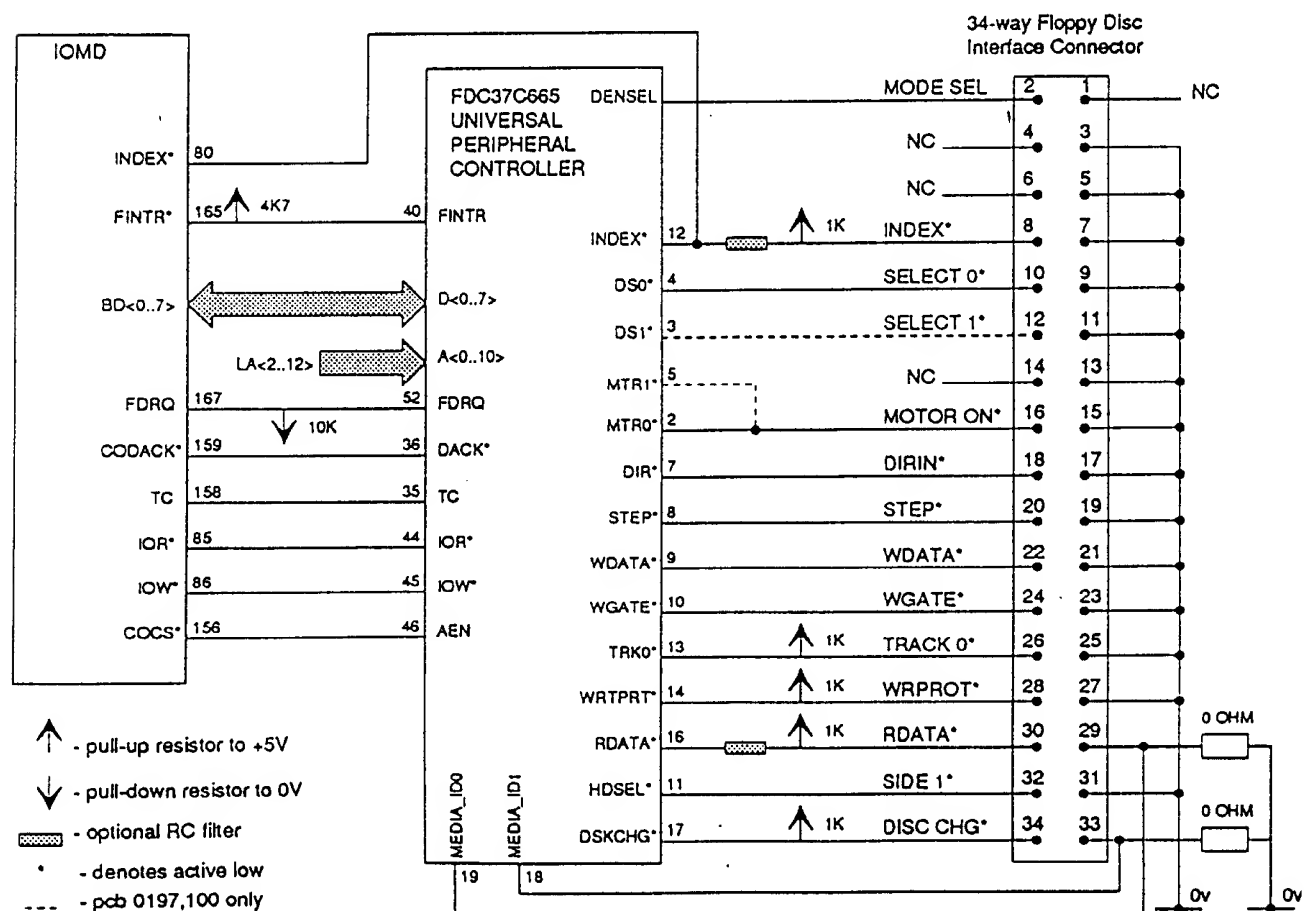 34-way Floppy Disc
Interface Connector
IOMD
FDC37C665
UNIVERSAL
PERIPHERAL
CONTROLLER
DENSEL MODE SEL 2 1 NC
NC 4 3
NC 6 5
INDEX* 80
FINTR* 165 4K7 40 FINTR
INDEX* 12 1K INDEX* 8 7
DS0* 4 SELECT 0* 10 9
BD<0..7> D<0..7>
DS1* 3 SELECT 1* 12 11
LA<2..12> A<0..10>
MTR1* 5 NC 14 13
FDRQ 167 10K 52 FDRQ
MTR0* 2 MOTOR ON* 16 15
CODACK* 159 36 DACK*
DIR* 7 DIRIN* 18 17
TC 158 35 TC
STEP* 8 STEP* 20 19
IOR* 85 44 IOR*
WDATA* 9 WDATA* 22 21
IOW* 86 45 IOW*
WGATE* 10 WGATE* 24 23
COCS* 156 46 AEN
TRK0* 13 1K TRACK 0* 26 25
WRTPRT* 14 1K WRPROT* 28 27
RDATA* 16 1K RDATA* 30 29 0 OHM
HDSEL* 11 SIDE 1* 32 31
DSKCHG* 17 1K DISC CHG* 34 33 0 OHM
MEDIA_ID0 19
MEDIA_ID1 18
0v 0v
- pull-up resistor to +5V
- pull-down resistor to 0V
- optional RC filter
* - denotes active low
---- - pcb 0197,100 only